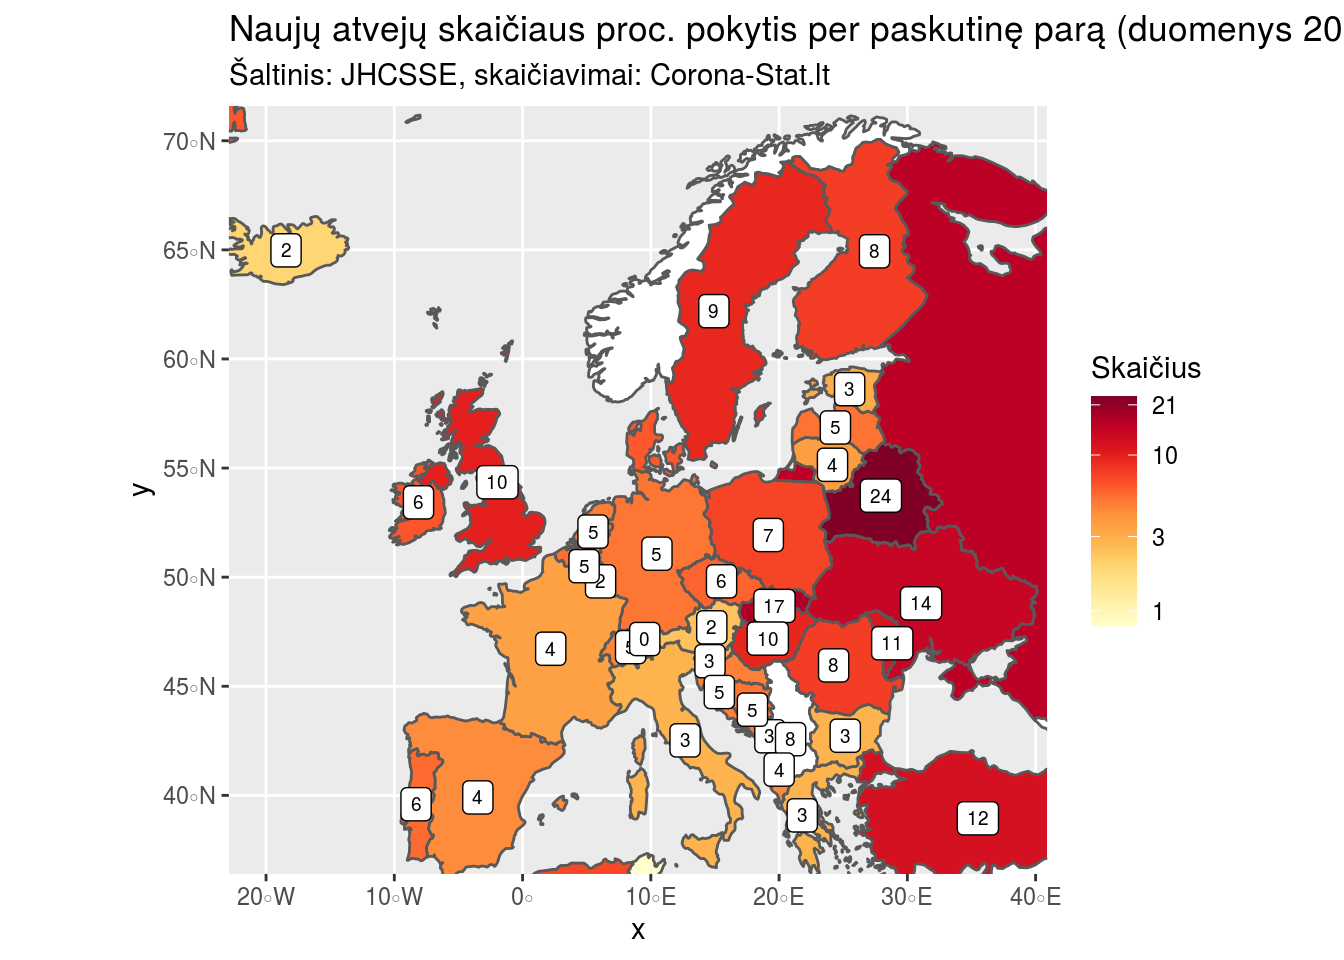 Naujų atvejų skaičiaus proc. pokytis per paskutinę parą (duomenys 20
Šaltinis: JHCSSE, skaičiavimai: Corona-Stat.lt
70◦N
65◦N
60◦N
55◦N
50◦N
45◦N
40◦N
y
2
8
9
3
5
4
24
10
6
5
5
7
5
2
6
17
14
2
10
11
5
0
4
3
8
5
5
3
3
8
3
4
6
4
3
12
20◦W
10◦W
0◦
10◦E
20◦E
30◦E
40◦E
x
Skaičius
21
10
3
1